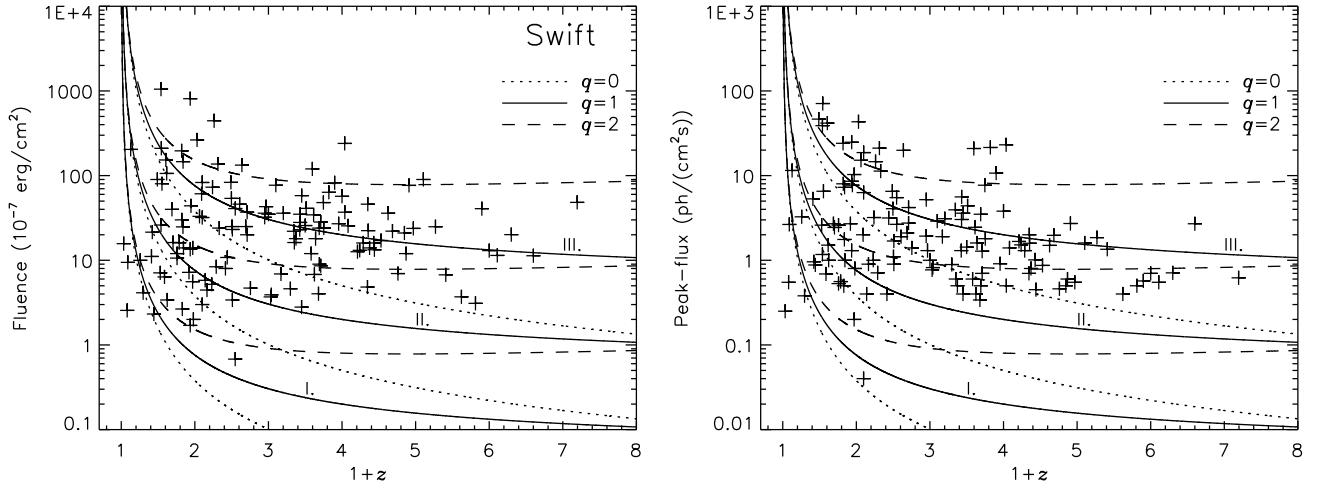 Swift
Fluence (10⁻⁷ erg/cm²)
1E+4
1000
100
10
1
0.1
q=0
q=1
q=2
III.
II.
I.
1 2 3 4 5 6 7 8
1+z
Peak-flux (ph/(cm²s))
1E+3
100
10
1
0.1
0.01
q=0
q=1
q=2
III.
II.
I.
1 2 3 4 5 6 7 8
1+z